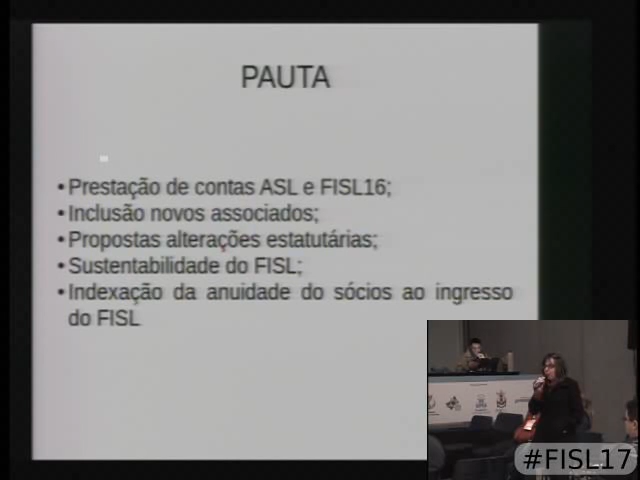 PAUTA
•Prestação de contas ASL e FISL16;
•Inclusão novos associados;
•Propostas alterações estatutárias;
•Sustentabilidade do FISL;
•Indexação da anuidade do sócios ao ingresso
do FISL
#FISL17